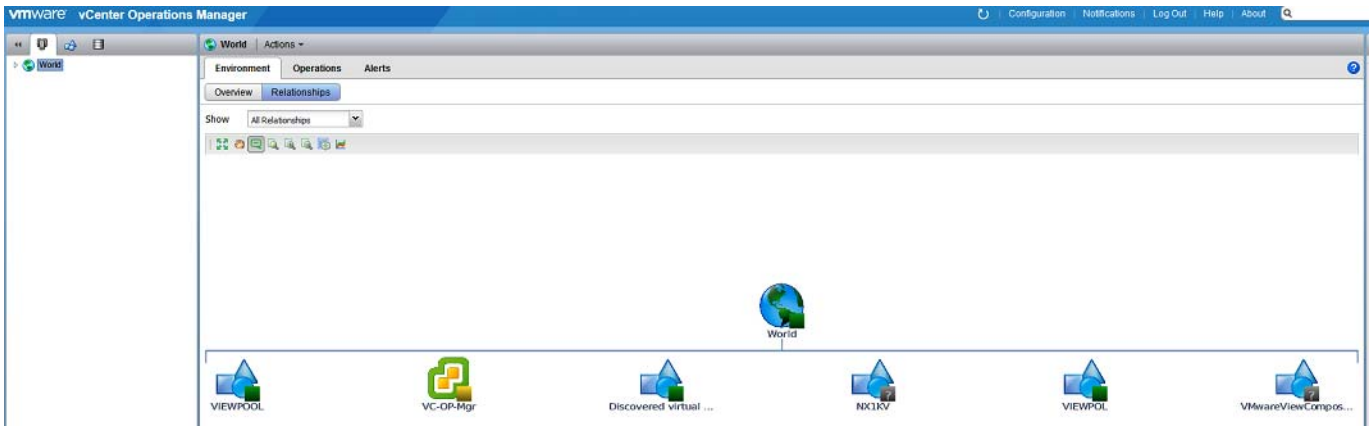 vmware vCenter Operations Manager
Configuration Notifications Log Out Help About
World Actions
World
Environment Operations Alerts
Overview Relationships
Show All Relationships
World
VIEWPOOL VC-OP-Mgr Discovered virtual ... NX1KV VIEWPOL VMwareViewCompos...